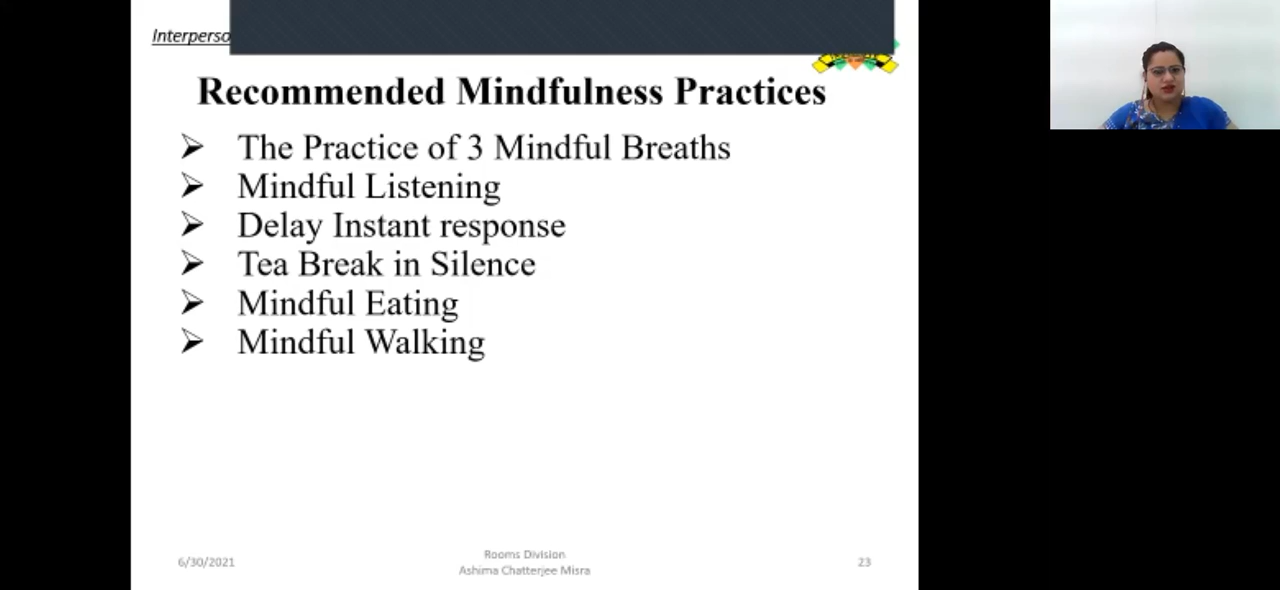 Recommended Mindfulness Practices
➢ The Practice of 3 Mindful Breaths
➢ Mindful Listening
➢ Delay Instant response
➢ Tea Break in Silence
➢ Mindful Eating
➢ Mindful Walking
6/30/2021
Rooms Division
Ashima Chatterjee Misra
23